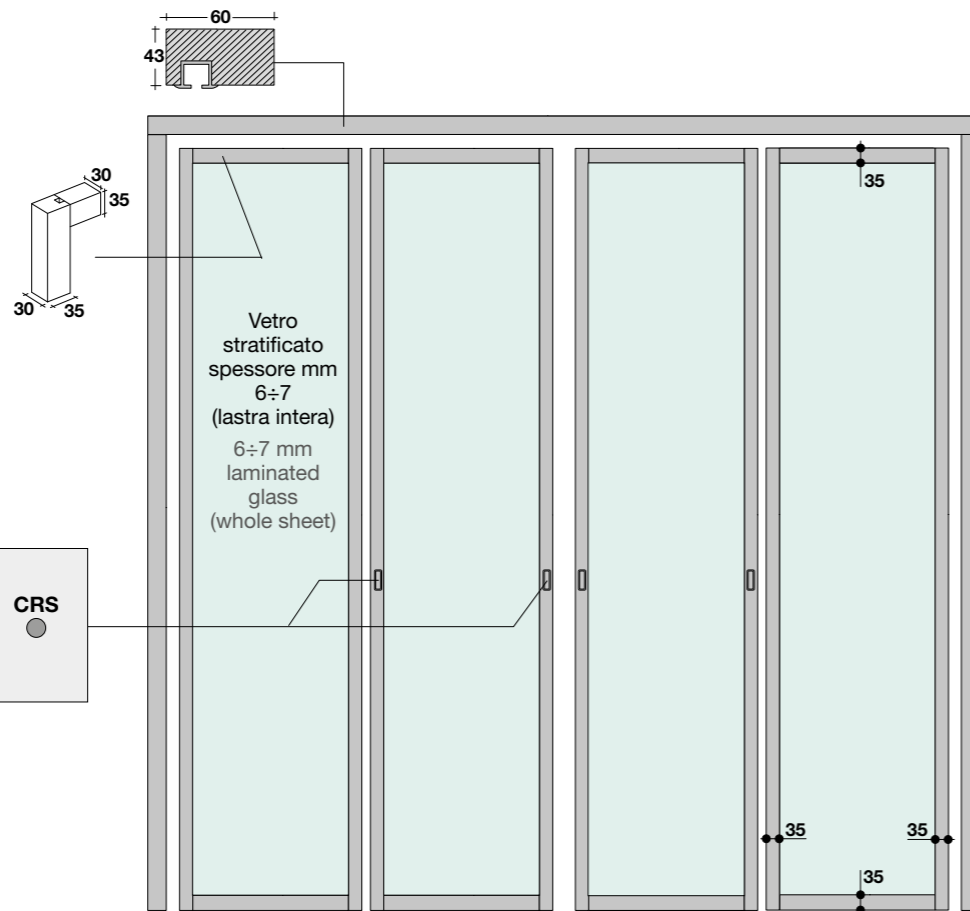 60
43
30
35
35
30
35
Vetro
stratificato
spessore mm
6÷7
(lastra intera)
6÷7 mm
laminated
glass
(whole sheet)
CRS
35
35
35